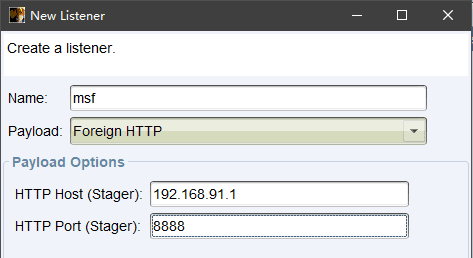 New Listener
Create a listener.
Name: msf
Payload: Foreign HTTP
Payload Options
HTTP Host (Stager): 192.168.91.1
HTTP Port (Stager): 8888